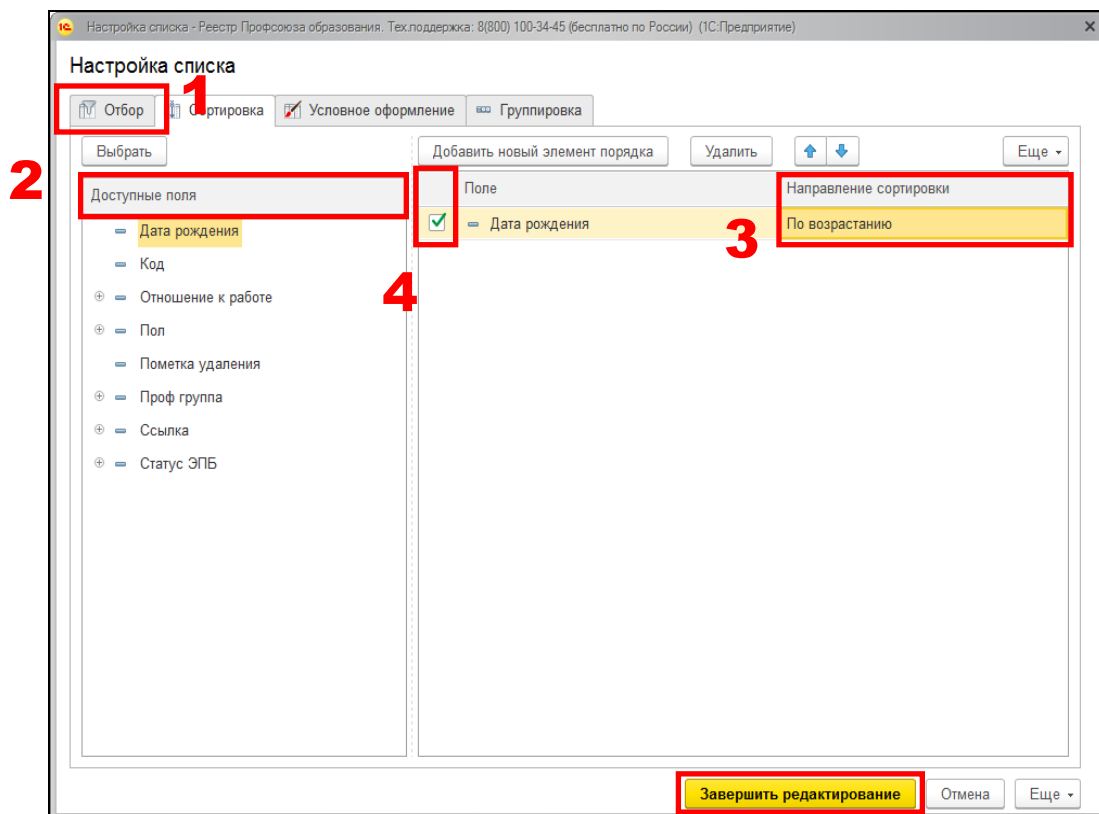 1С Настройка списка - Реестр Профсоюза образования. Тех.поддержка: 8(800) 100-34-45 (бесплатно по России) (1С:Предприятие)
Настройка списка
1
Отбор Сортировка Условное оформление Группировка
Выбрать Добавить новый элемент порядка Удалить Еще
2
Доступные поля Поле Направление сортировки
Дата рождения Дата рождения 3 По возрастанию
Код
4
Отношение к работе
Пол
Пометка удаления
Проф группа
Ссылка
Статус ЭПБ
Завершить редактирование Отмена Еще